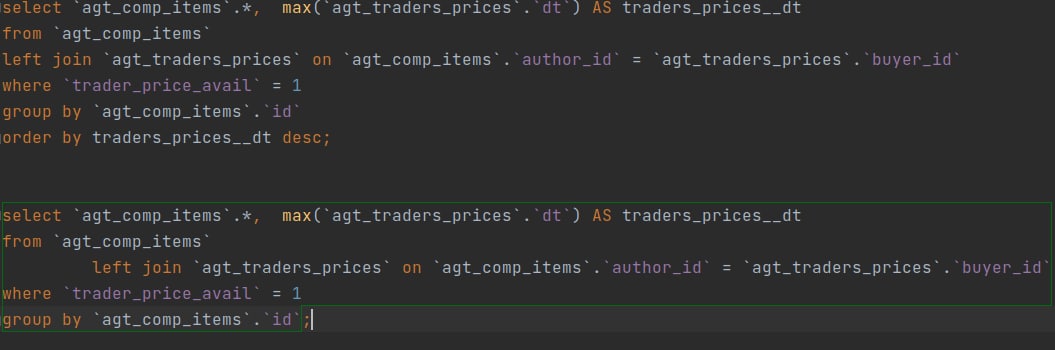 select `agt_comp_items`.*,  max(`agt_traders_prices`.`dt`) AS traders_prices__dt
from `agt_comp_items`
left join `agt_traders_prices` on `agt_comp_items`.`author_id` = `agt_traders_prices`.`buyer_id`
where `trader_price_avail` = 1
group by `agt_comp_items`.`id`
order by traders_prices__dt desc;
select `agt_comp_items`.*,  max(`agt_traders_prices`.`dt`) AS traders_prices__dt
from `agt_comp_items`
left join `agt_traders_prices` on `agt_comp_items`.`author_id` = `agt_traders_prices`.`buyer_id`
where `trader_price_avail` = 1
group by `agt_comp_items`.`id`;